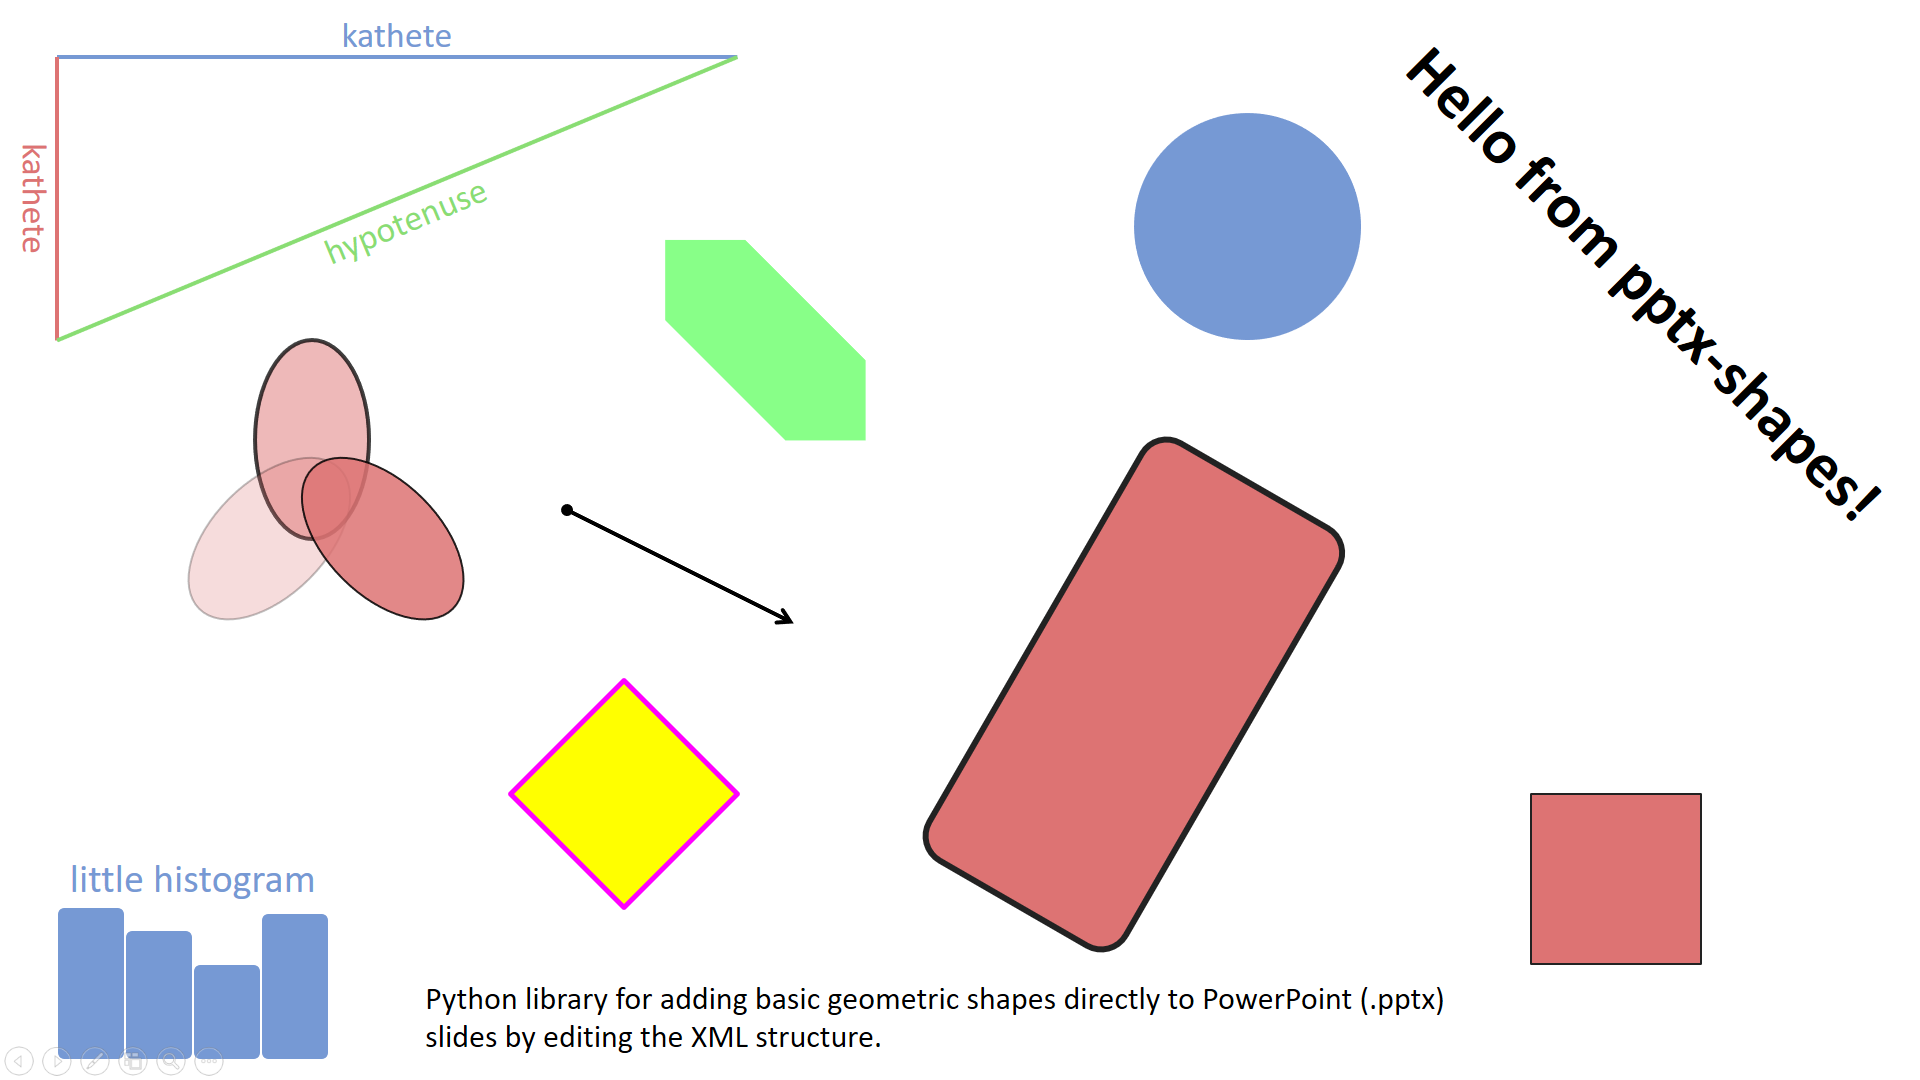 kathete
kathete
hypotenuse
Hello from pptx-shapes!
little histogram
Python library for adding basic geometric shapes directly to PowerPoint (.pptx)
slides by editing the XML structure.